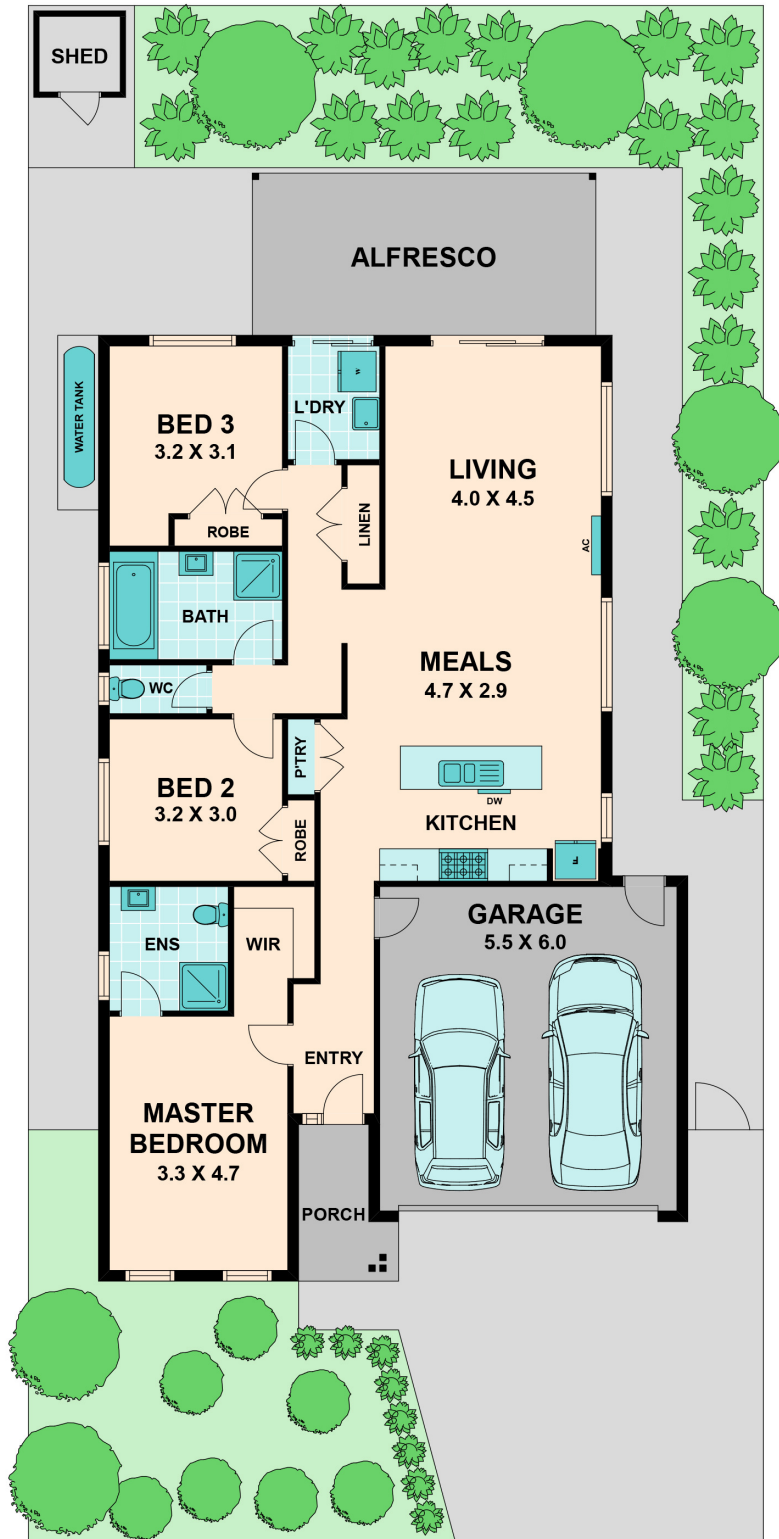 SHED
ALFRESCO
WATER TANK
BED 3
3.2 X 3.1
L'DRY
W
LIVING
4.0 X 4.5
LINEN
ROBE
AC
BATH
WC
MEALS
4.7 X 2.9
P'TRY
BED 2
3.2 X 3.0
ROBE
DW
KITCHEN
F
ENS
WIR
GARAGE
5.5 X 6.0
ENTRY
MASTER
BEDROOM
3.3 X 4.7
PORCH